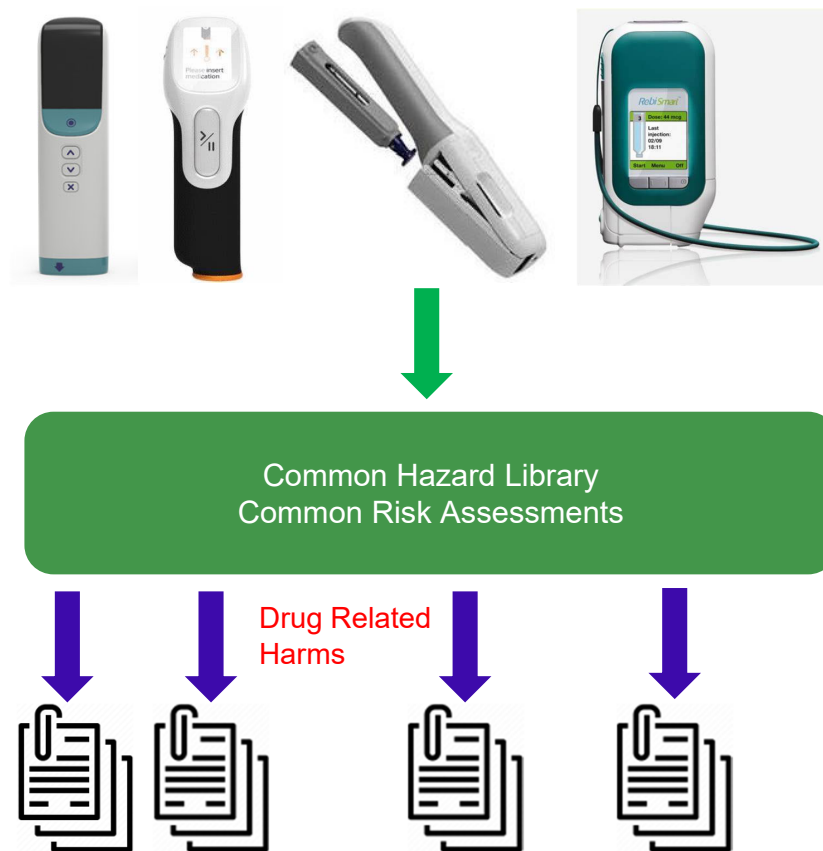 Please insert
medication
RebiSmart
Dose: 44 mcg
Last
injection:
02/09
18:11
Start Menu Off
Common Hazard Library
Common Risk Assessments
Drug Related
Harms